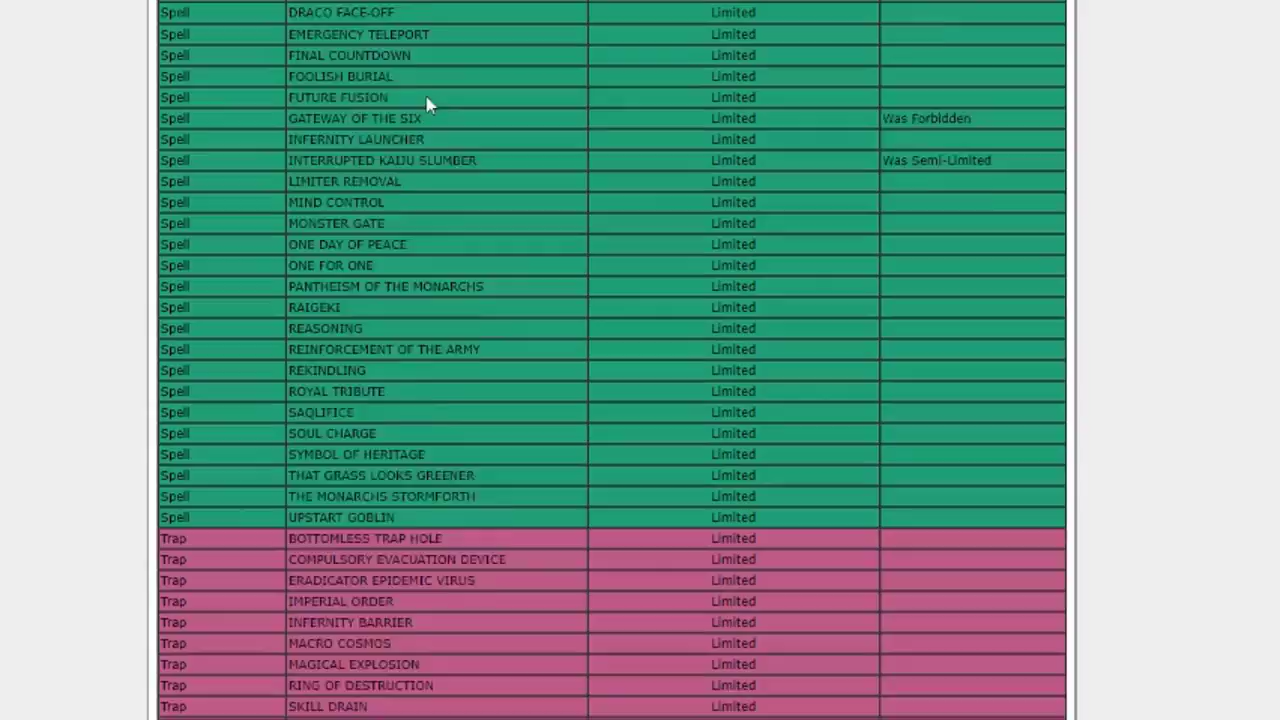 Spell DRACO FACE-OFF Limited
Spell EMERGENCY TELEPORT Limited
Spell FINAL COUNTDOWN Limited
Spell FOOLISH BURIAL Limited
Spell FUTURE FUSION Limited
Spell GATEWAY OF THE SIX Limited Was Forbidden
Spell INFERNITY LAUNCHER Limited
Spell INTERRUPTED KAIJU SLUMBER Limited Was Semi-Limited
Spell LIMITER REMOVAL Limited
Spell MIND CONTROL Limited
Spell MONSTER GATE Limited
Spell ONE DAY OF PEACE Limited
Spell ONE FOR ONE Limited
Spell PANTHEISM OF THE MONARCHS Limited
Spell RAIGEKI Limited
Spell REASONING Limited
Spell REINFORCEMENT OF THE ARMY Limited
Spell REKINDLING Limited
Spell ROYAL TRIBUTE Limited
Spell SAQLIFICE Limited
Spell SOUL CHARGE Limited
Spell SYMBOL OF HERITAGE Limited
Spell THAT GRASS LOOKS GREENER Limited
Spell THE MONARCHS STORMFORTH Limited
Spell UPSTART GOBLIN Limited
Trap BOTTOMLESS TRAP HOLE Limited
Trap COMPULSORY EVACUATION DEVICE Limited
Trap ERADICATOR EPIDEMIC VIRUS Limited
Trap IMPERIAL ORDER Limited
Trap INFERNITY BARRIER Limited
Trap MACRO COSMOS Limited
Trap MAGICAL EXPLOSION Limited
Trap RING OF DESTRUCTION Limited
Trap SKILL DRAIN Limited